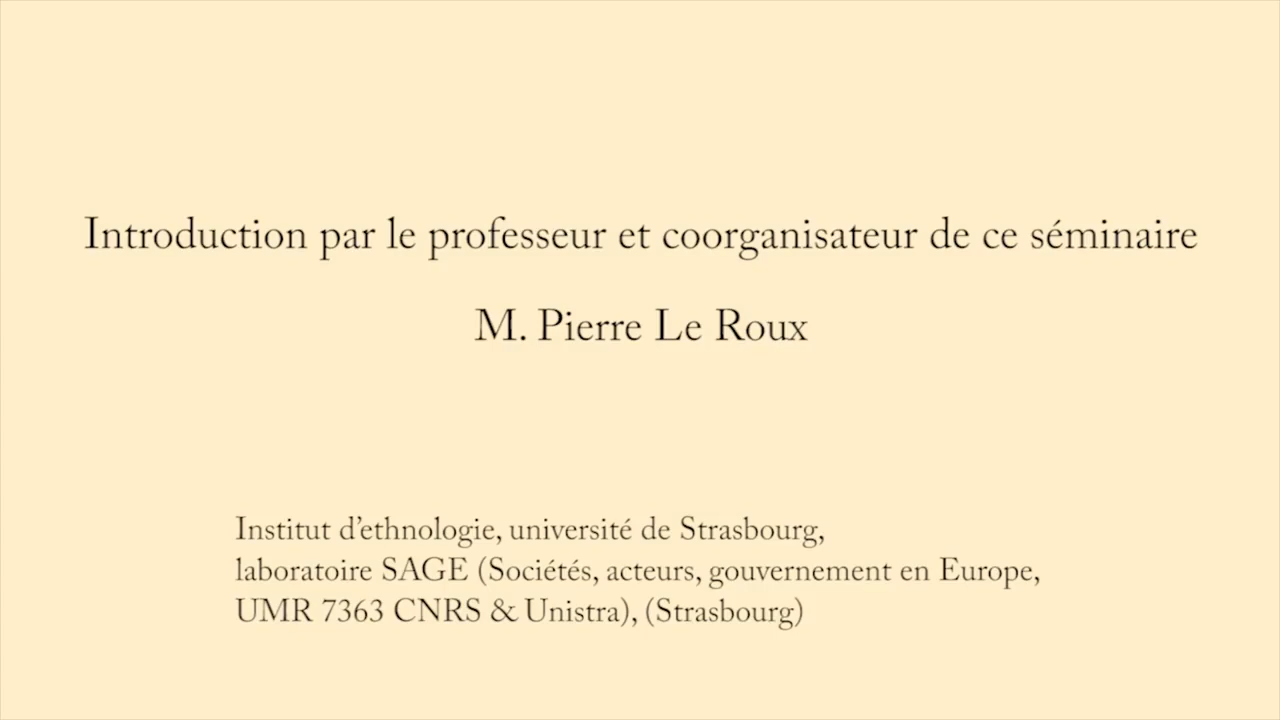 Introduction par le professeur et coorganisateur de ce séminaire
M. Pierre Le Roux
Institut d’ethnologie, université de Strasbourg,
laboratoire SAGE (Sociétés, acteurs, gouvernement en Europe,
UMR 7363 CNRS & Unistra), (Strasbourg)